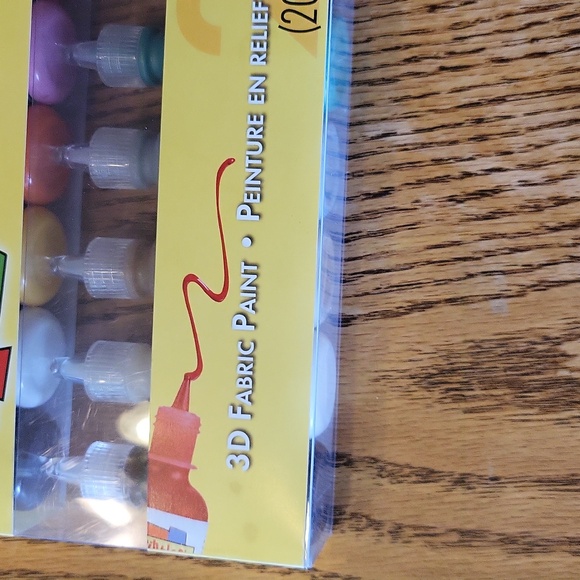 3D FABRIC PAINT • PEINTURE EN RELIEF
(20